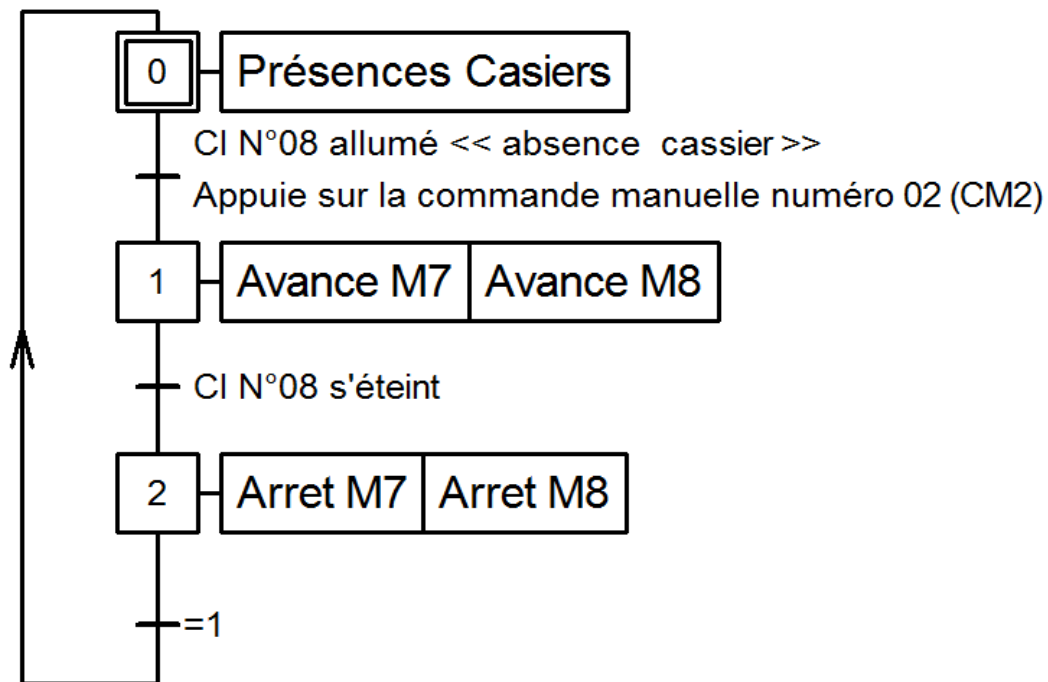 0 Présences Casiers
CI N°08 allumé << absence cassier >>
Appuie sur la commande manuelle numéro 02 (CM2)
1 Avance M7 Avance M8
CI N°08 s'éteint
2 Arret M7 Arret M8
=1